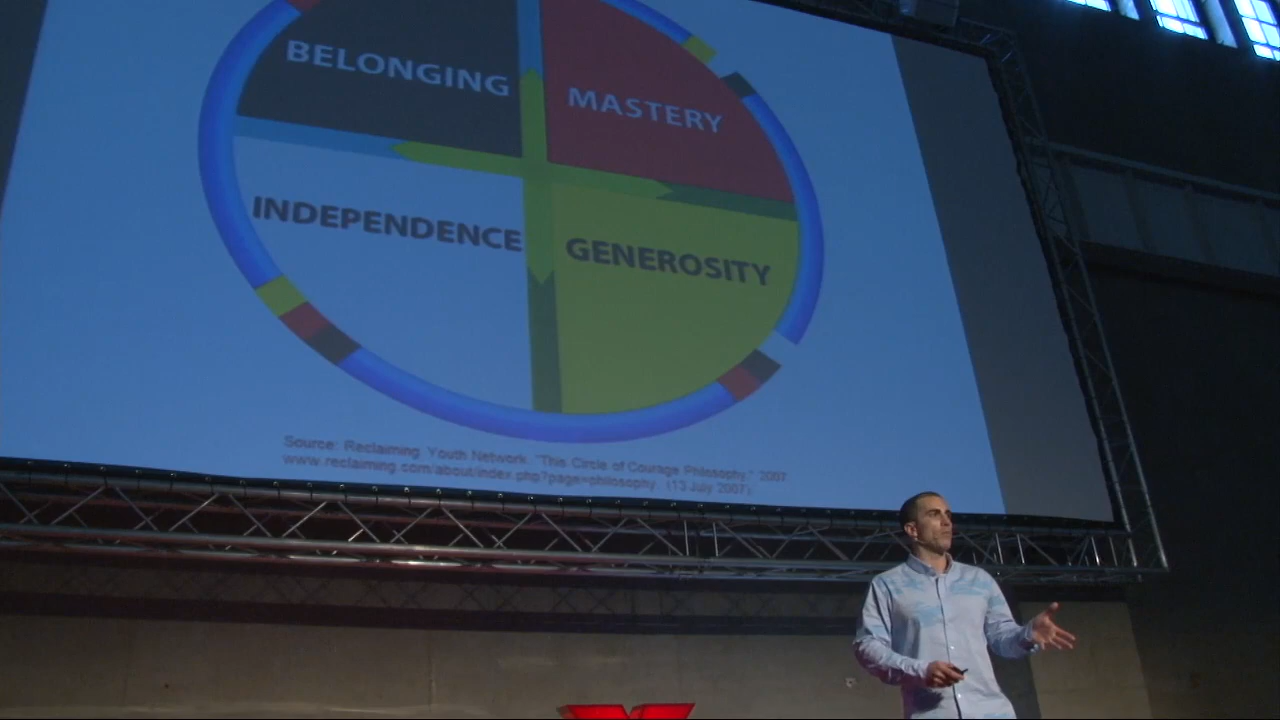 BELONGING
MASTERY
INDEPENDENCE
GENEROSITY
Source: Reclaiming Youth Network. "This Circle of Courage Philosophy." 2007
www.reclaiming.com/about/index.php?page=philosophy (13 July 2007).
X